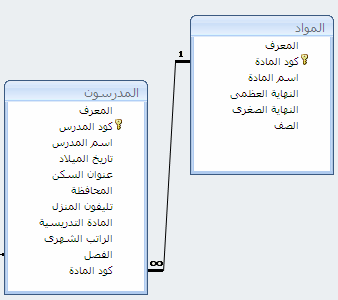 المواد
المعرف
كود المادة
اسم المادة
النهاية العظمى
النهاية الصغرى
الصف
1
المدرسون
المعرف
كود المدرس
اسم المدرس
تاريخ الميلاد
عنوان السكن
المحافظة
تليفون المنزل
المادة التدريسية
الراتب الشهرى
الفصل
كود المادة
∞